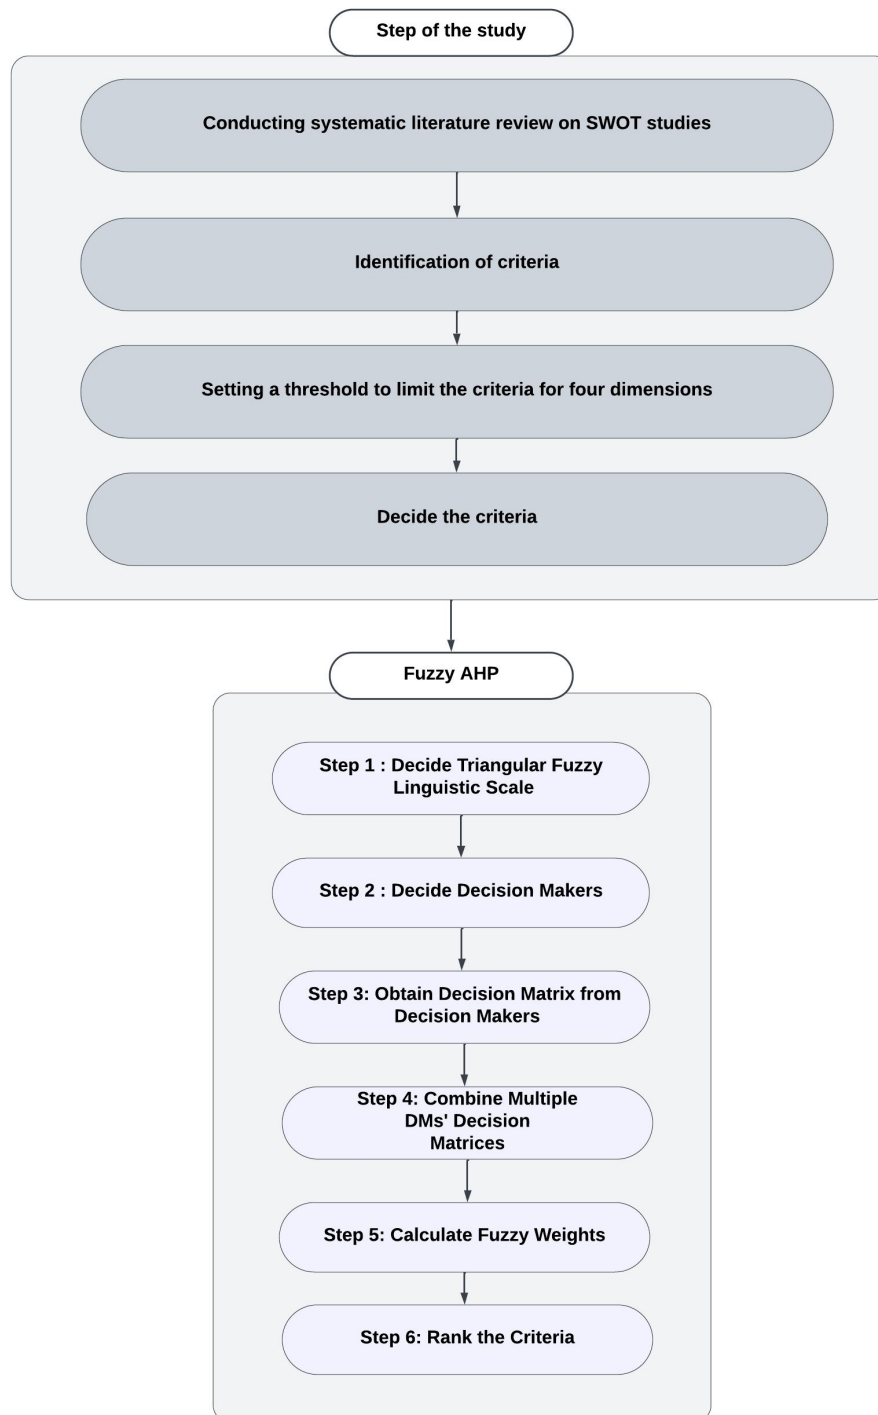 Step of the study
Conducting systematic literature review on SWOT studies
Identification of criteria
Setting a threshold to limit the criteria for four dimensions
Decide the criteria
Fuzzy AHP
Step 1 : Decide Triangular Fuzzy
Linguistic Scale
Step 2 : Decide Decision Makers
Step 3: Obtain Decision Matrix from
Decision Makers
Step 4: Combine Multiple
DMs' Decision
Matrices
Step 5: Calculate Fuzzy Weights
Step 6: Rank the Criteria